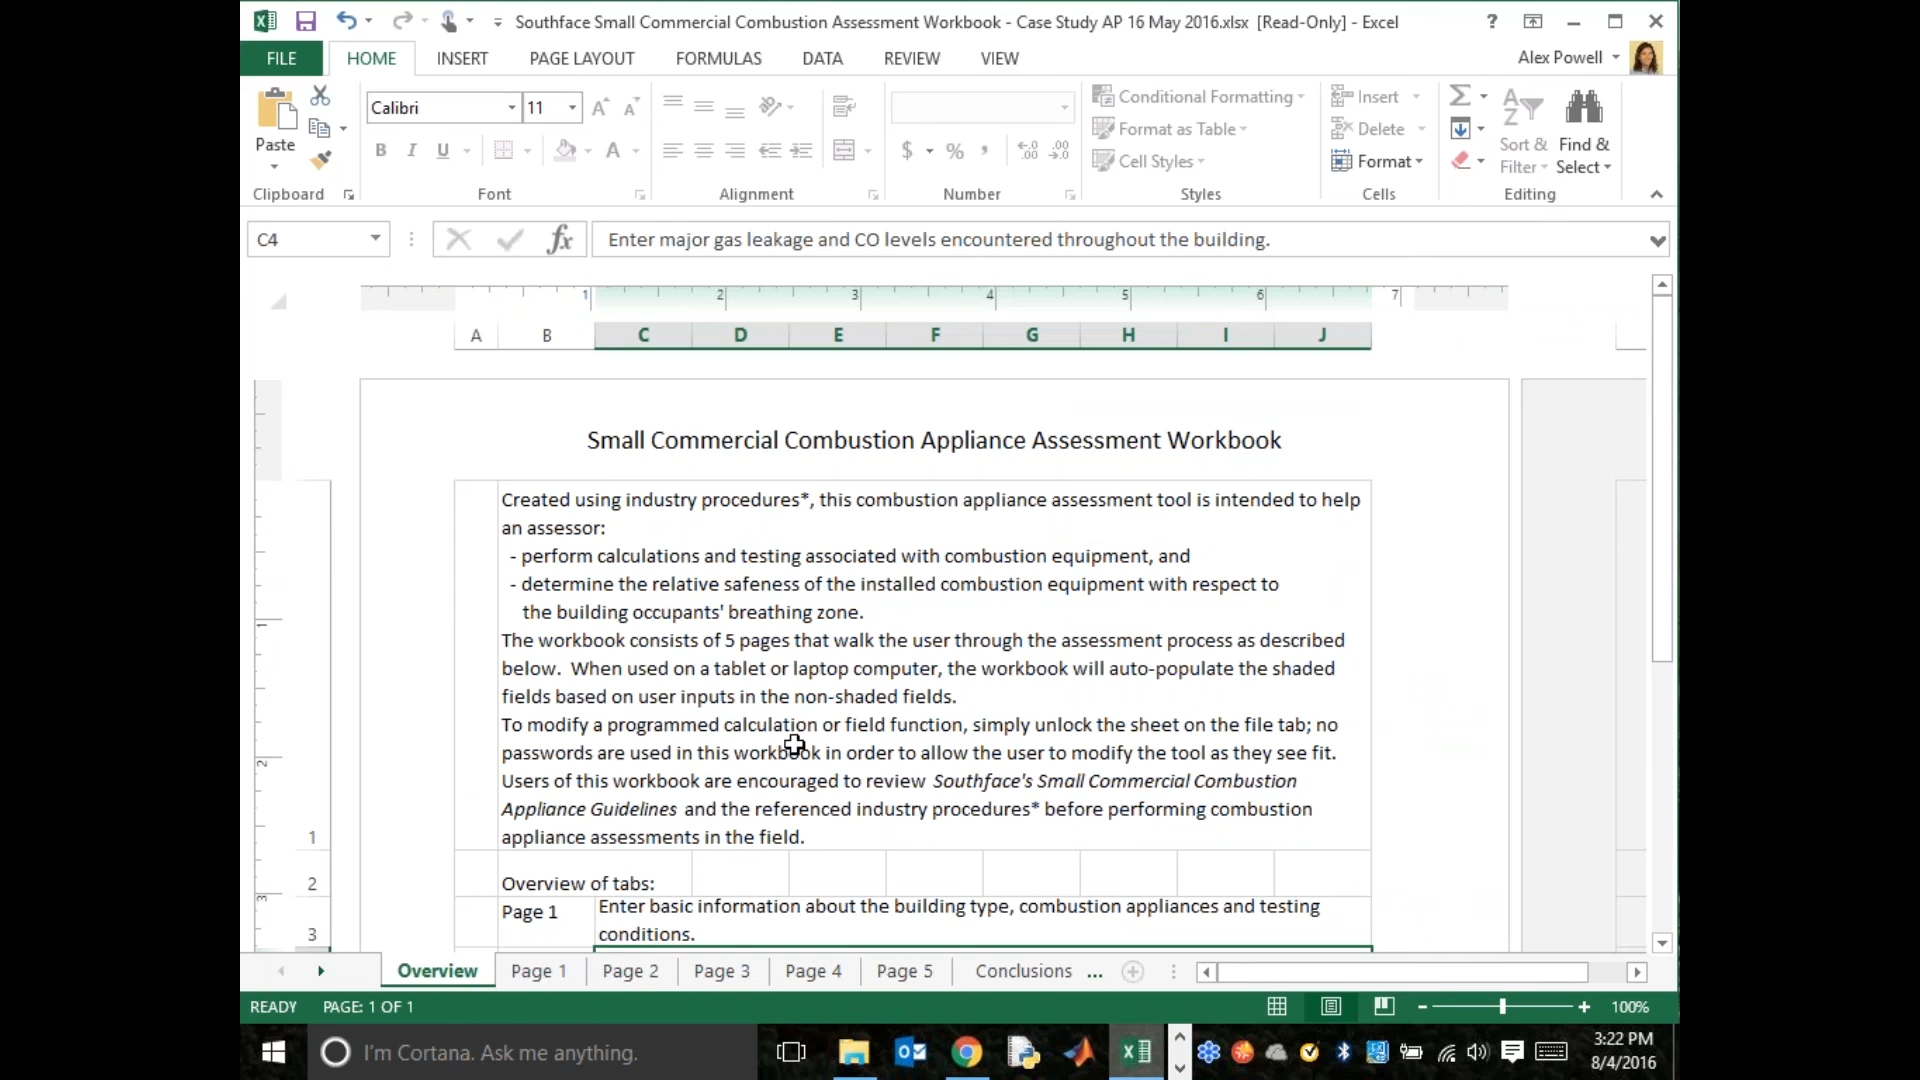 Southface Small Commercial Combustion Assessment Workbook - Case Study AP 16 May 2016.xlsx [Read-Only] - Excel
FILE HOME INSERT PAGE LAYOUT FORMULAS DATA REVIEW VIEW Alex Powell
Paste
Clipboard
Calibri 11
B I U A
Font
Alignment
$ % ,
Number
Conditional Formatting
Format as Table
Cell Styles
Styles
Insert
Delete
Format
Cells
Sort & Filter
Find & Select
Editing
C4 fx Enter major gas leakage and CO levels encountered throughout the building.
1 2 3 4 5 6 7
A B C D E F G H I J
Small Commercial Combustion Appliance Assessment Workbook
Created using industry procedures*, this combustion appliance assessment tool is intended to help
an assessor:
- perform calculations and testing associated with combustion equipment, and
- determine the relative safeness of the installed combustion equipment with respect to
the building occupants' breathing zone.
The workbook consists of 5 pages that walk the user through the assessment process as described
below. When used on a tablet or laptop computer, the workbook will auto-populate the shaded
fields based on user inputs in the non-shaded fields.
To modify a programmed calculation or field function, simply unlock the sheet on the file tab; no
passwords are used in this workbook in order to allow the user to modify the tool as they see fit.
Users of this workbook are encouraged to review Southface's Small Commercial Combustion
Appliance Guidelines and the referenced industry procedures* before performing combustion
1 appliance assessments in the field.
2 Overview of tabs:
Page 1 Enter basic information about the building type, combustion appliances and testing
3 conditions.
Overview Page 1 Page 2 Page 3 Page 4 Page 5 Conclusions ...
READY PAGE: 1 OF 1 100%
I'm Cortana. Ask me anything.
3:22 PM
8/4/2016